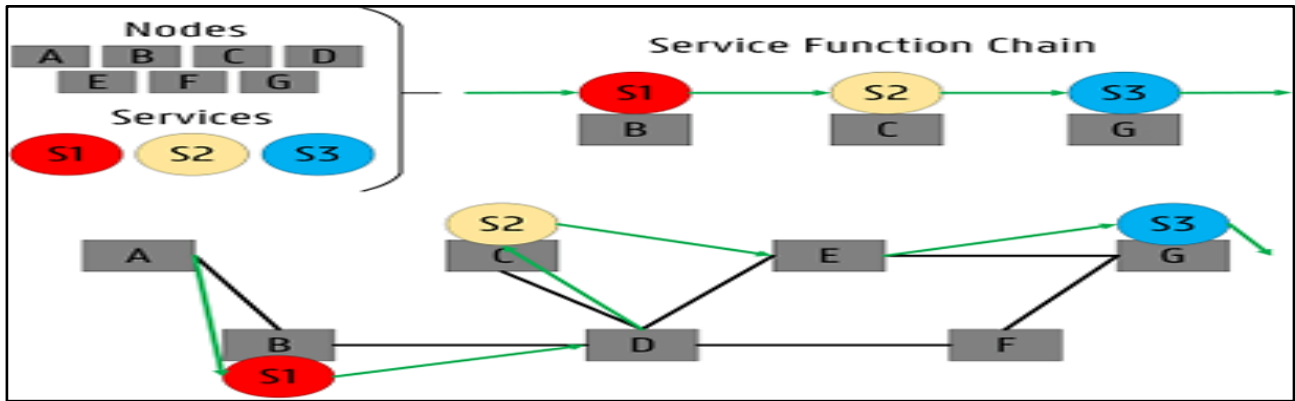 Nodes
A B C D
E F G
Services
S1 S2 S3
Service Function Chain
S1 S2 S3
B C G
S2 S3
A C E G
B D F
S1